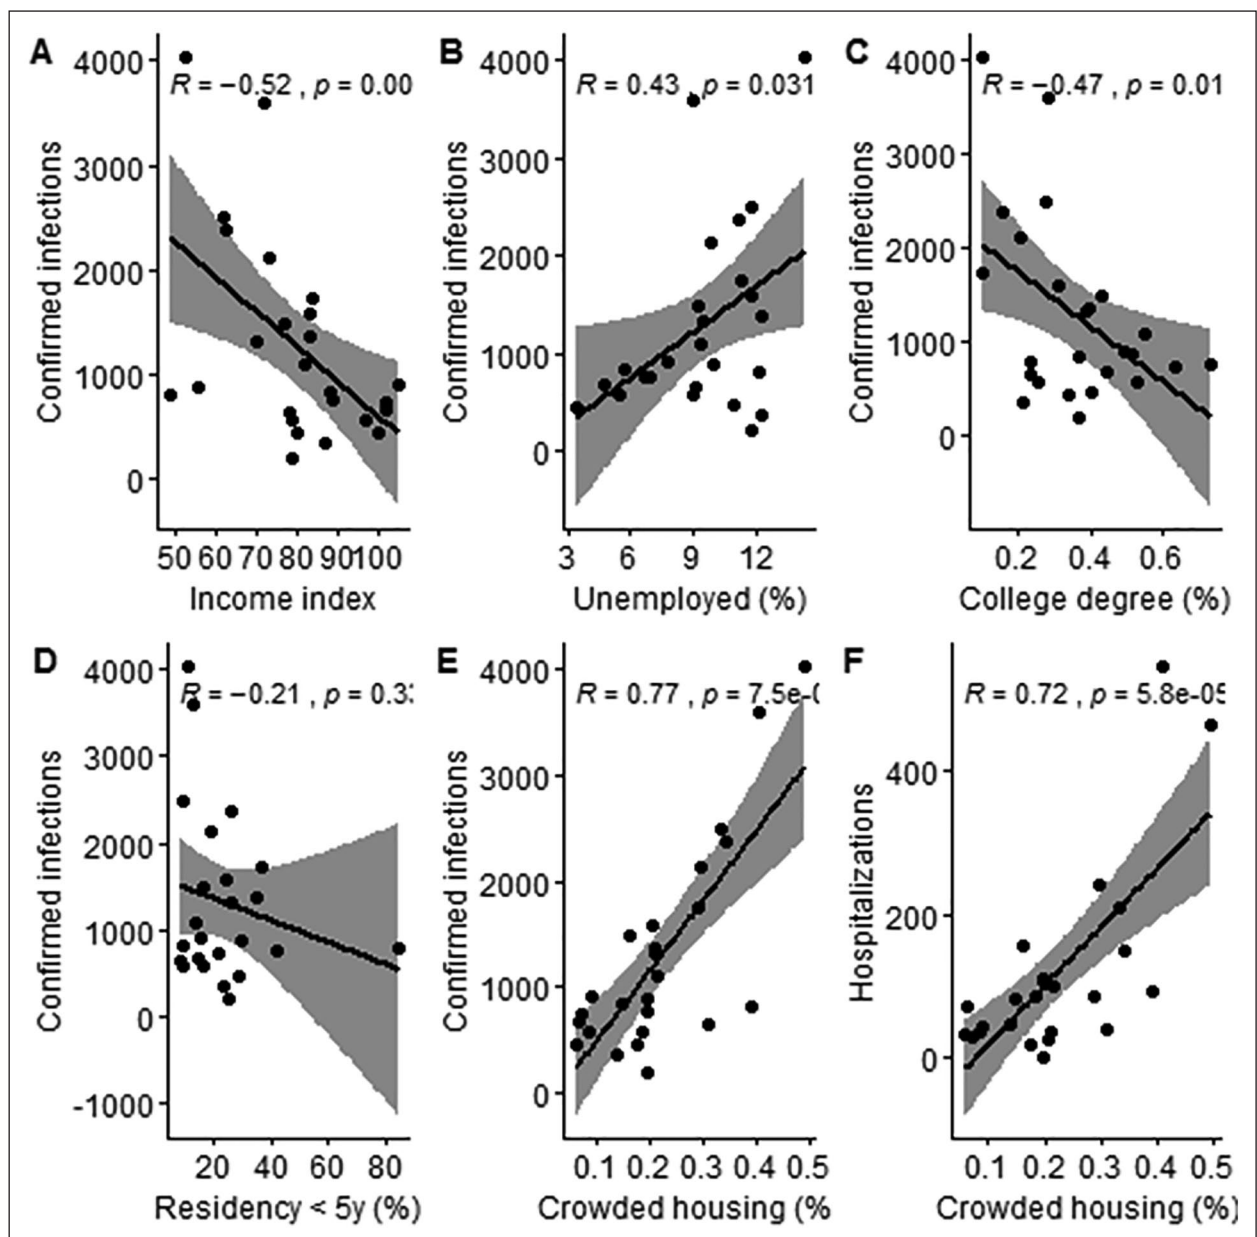 A
R = −0.52 , p = 0.00
4000
3000
2000
1000
0
Confirmed infections
50 60 70 80 90100
Income index
B
R = 0.43 , p = 0.031
4000
3000
2000
1000
0
Confirmed infections
3 6 9 12
Unemployed (%)
C
R = −0.47 , p = 0.01
4000
3000
2000
1000
0
Confirmed infections
0.2 0.4 0.6
College degree (%)
D
R = −0.21 , p = 0.3
4000
3000
2000
1000
0
-1000
Confirmed infections
20 40 60 80
Residency < 5y (%)
E
R = 0.77 , p = 7.5e-0
4000
3000
2000
1000
0
Confirmed infections
0.1 0.2 0.3 0.4 0.5
Crowded housing (%
F
R = 0.72 , p = 5.8e-05
400
200
0
Hospitalizations
0.1 0.2 0.3 0.4 0.5
Crowded housing (%)